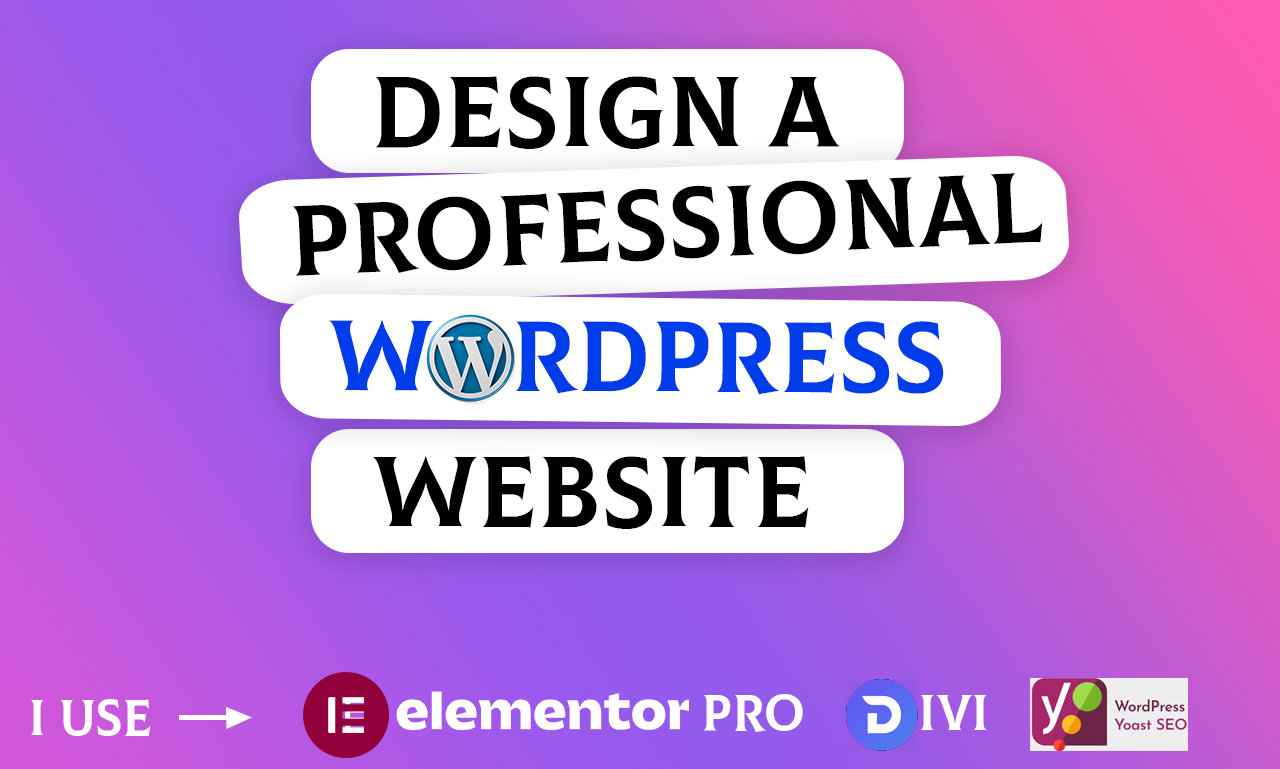 DESIGN A
PROFESSIONAL
WORDPRESS
WEBSITE
I USE elementor PRO DIVI
y WordPress
Yoast SEO